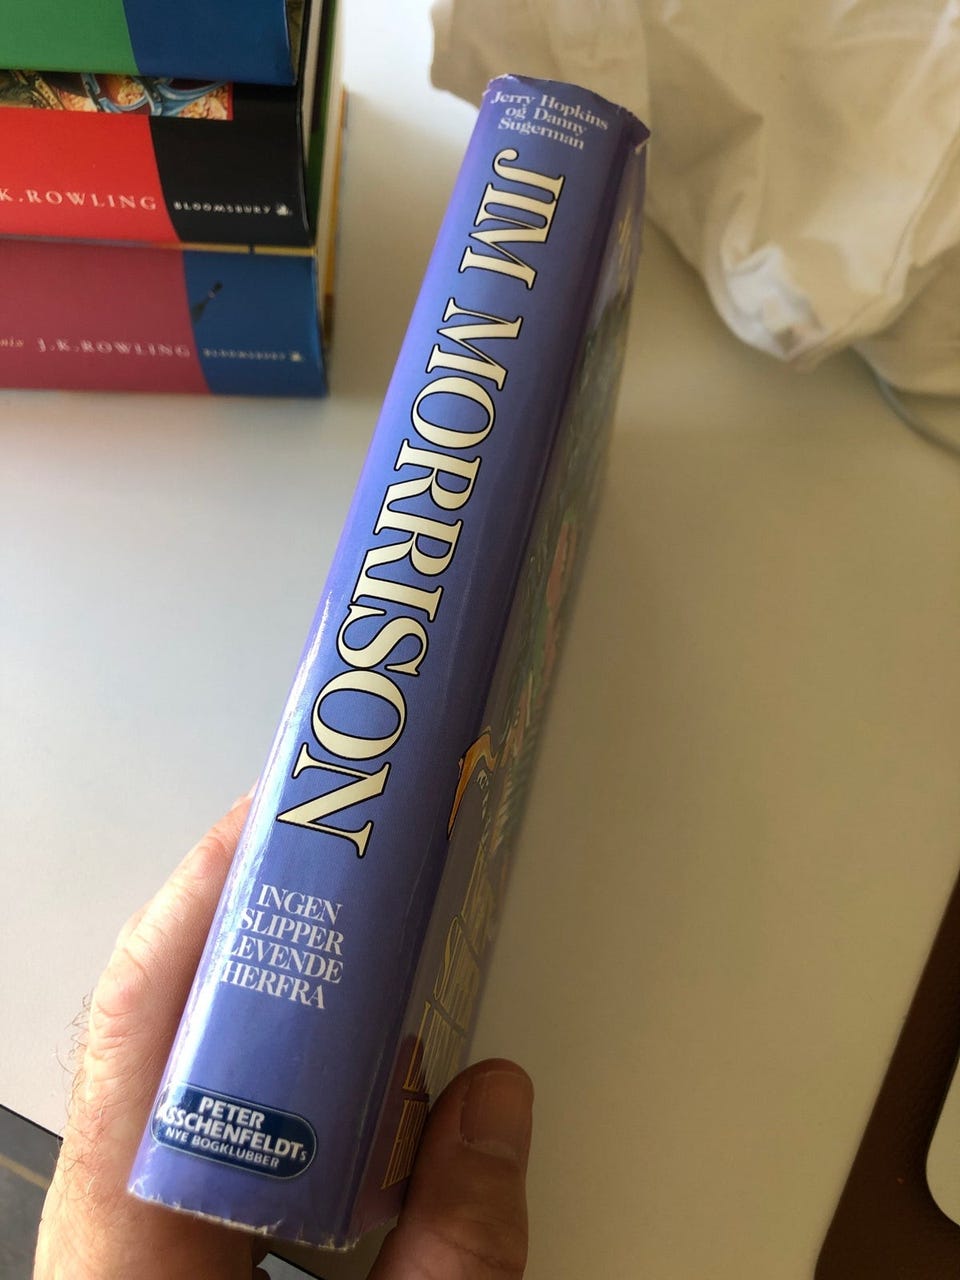 Jerry Hopkins
og Danny
Sugerman
JIM MORRISON
INGEN
SLIPPER
LEVENDE
HERFRA
PETER
ASSCHENFELDTs
NYE BOGKLUBBER
K.ROWLING
BLOOMSBURY
J.K.ROWLING
BLOOMSBURY